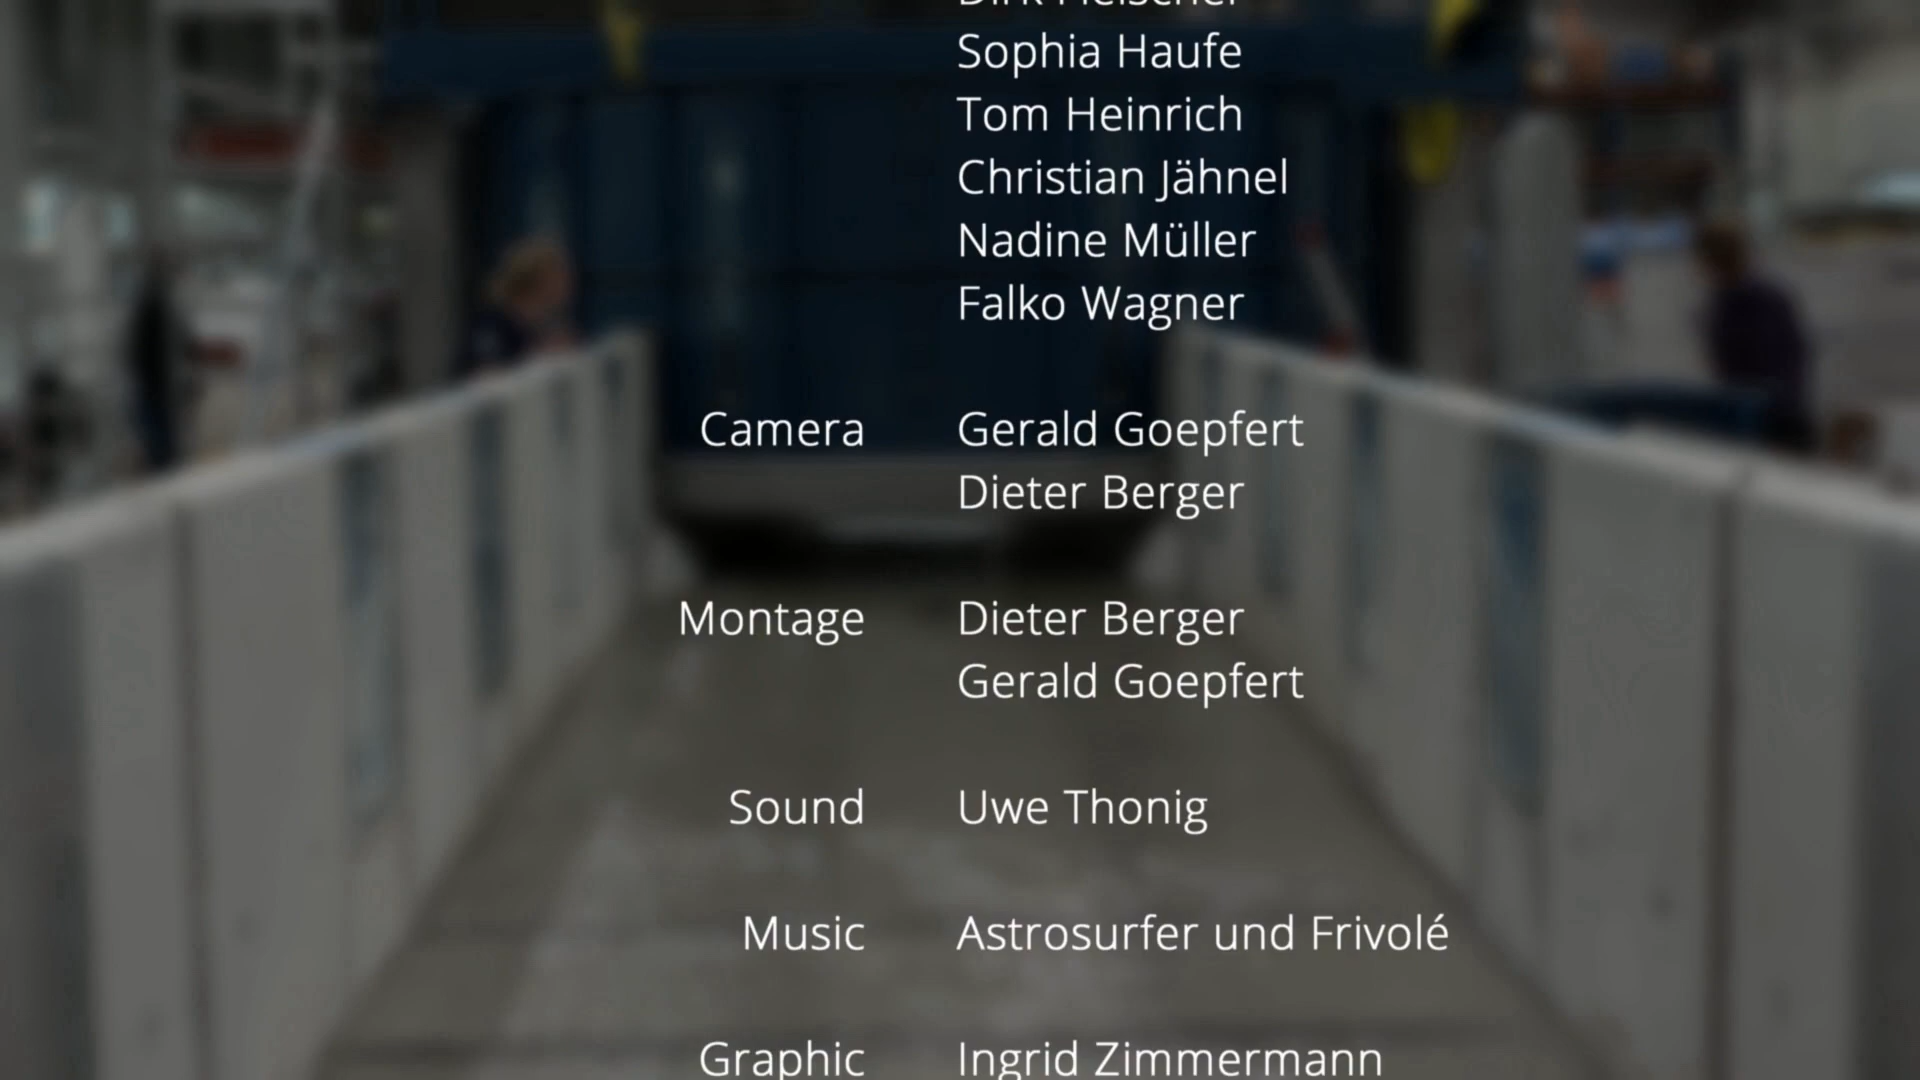 Sophia Haufe
Tom Heinrich
Christian Jähnel
Nadine Müller
Falko Wagner
Camera Gerald Goepfert
Dieter Berger
Montage Dieter Berger
Gerald Goepfert
Sound Uwe Thonig
Music Astrosurfer und Frivolé
Graphic Ingrid Zimmermann